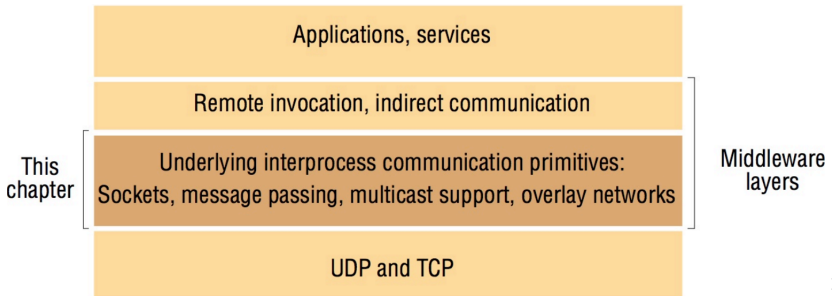 Applications, services
Remote invocation, indirect communication
This
chapter
Underlying interprocess communication primitives:
Sockets, message passing, multicast support, overlay networks
Middleware
layers
UDP and TCP